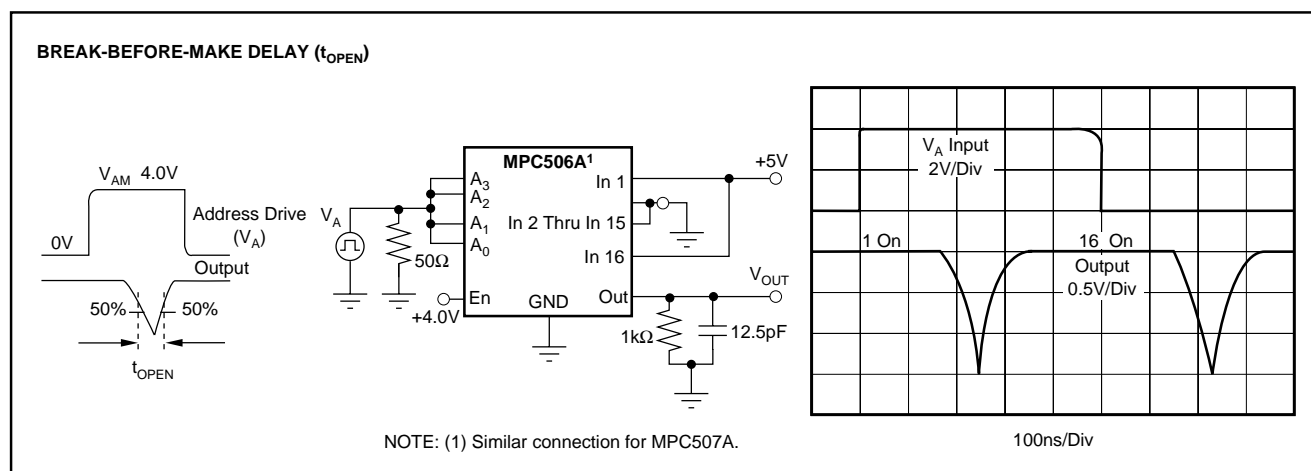 BREAK-BEFORE-MAKE DELAY (tOPEN)
VAM 4.0V
0V
Address Drive
(VA)
Output
50%
50%
tOPEN
VA
50Ω
+4.0V
MPC506A1
A3
A2
A1
A0
En
GND
In 1
In 2 Thru In 15
In 16
Out
+5V
VOUT
1kΩ
12.5pF
VA Input
2V/Div
1 On
16 On
Output
0.5V/Div
100ns/Div
NOTE: (1) Similar connection for MPC507A.